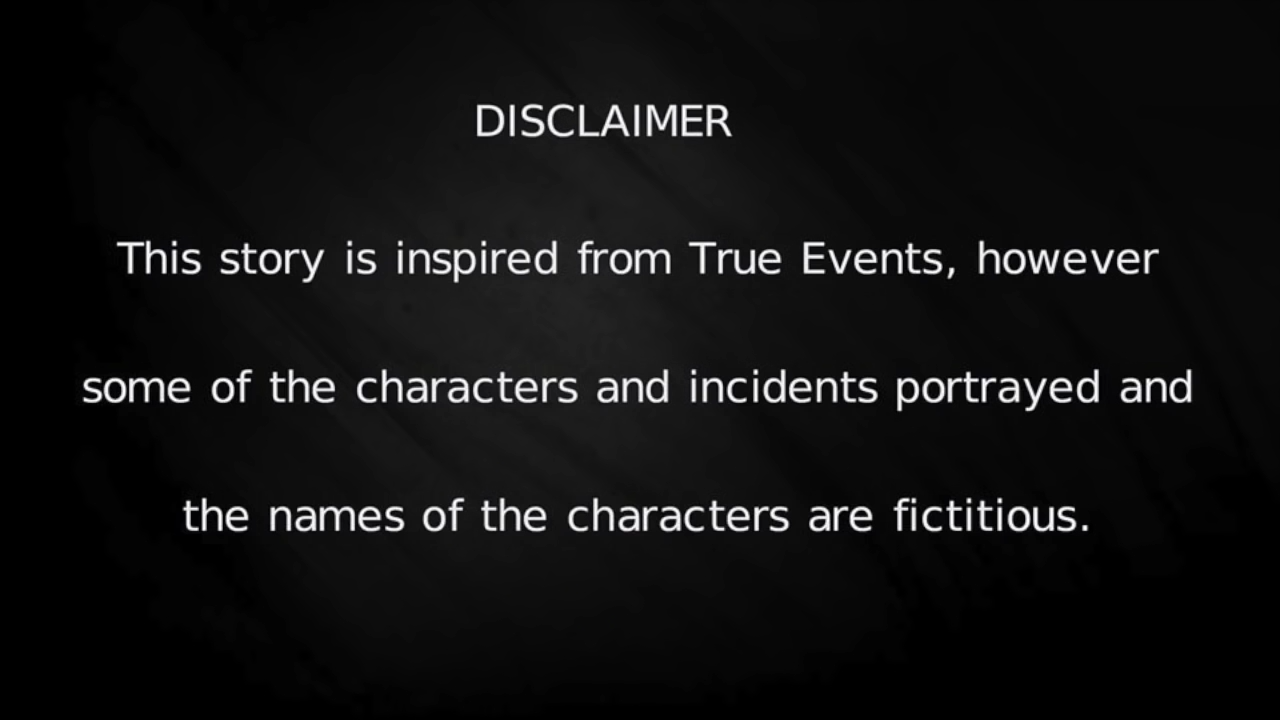 DISCLAIMER
This story is inspired from True Events, however
some of the characters and incidents portrayed and
the names of the characters are fictitious.